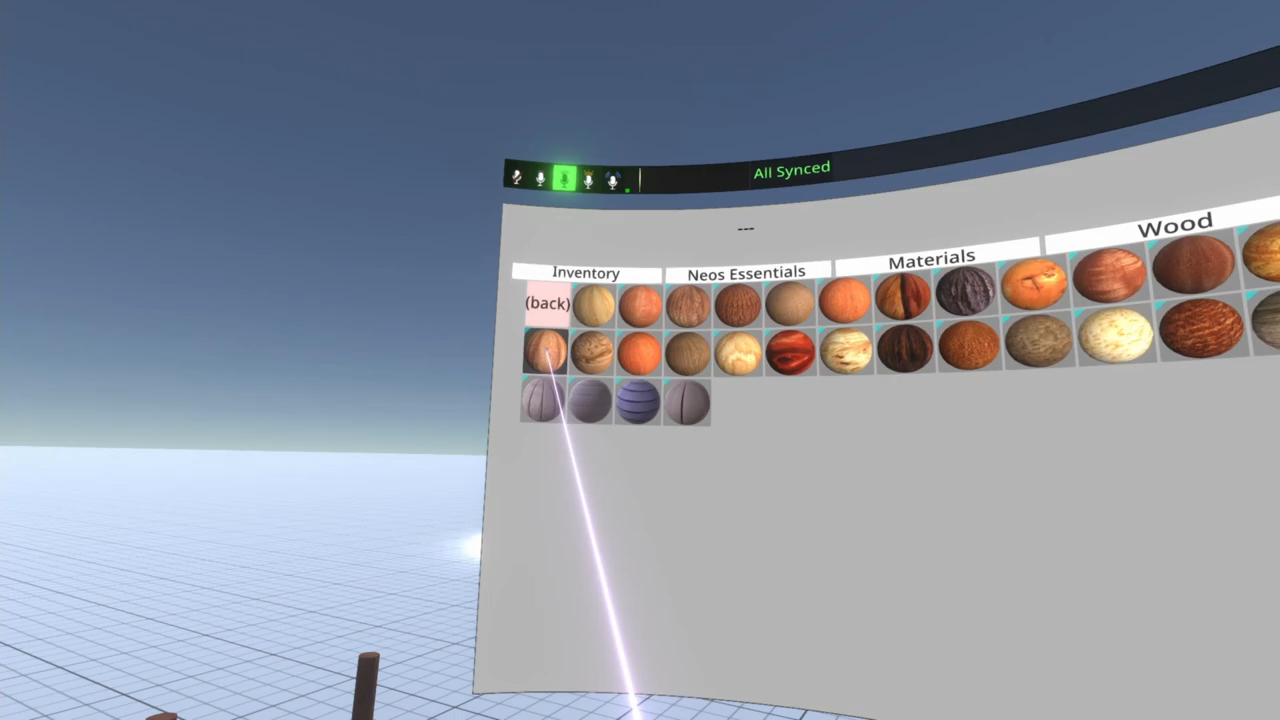 All Synced
---
Inventory
Neos Essentials
Materials
Wood
(back)